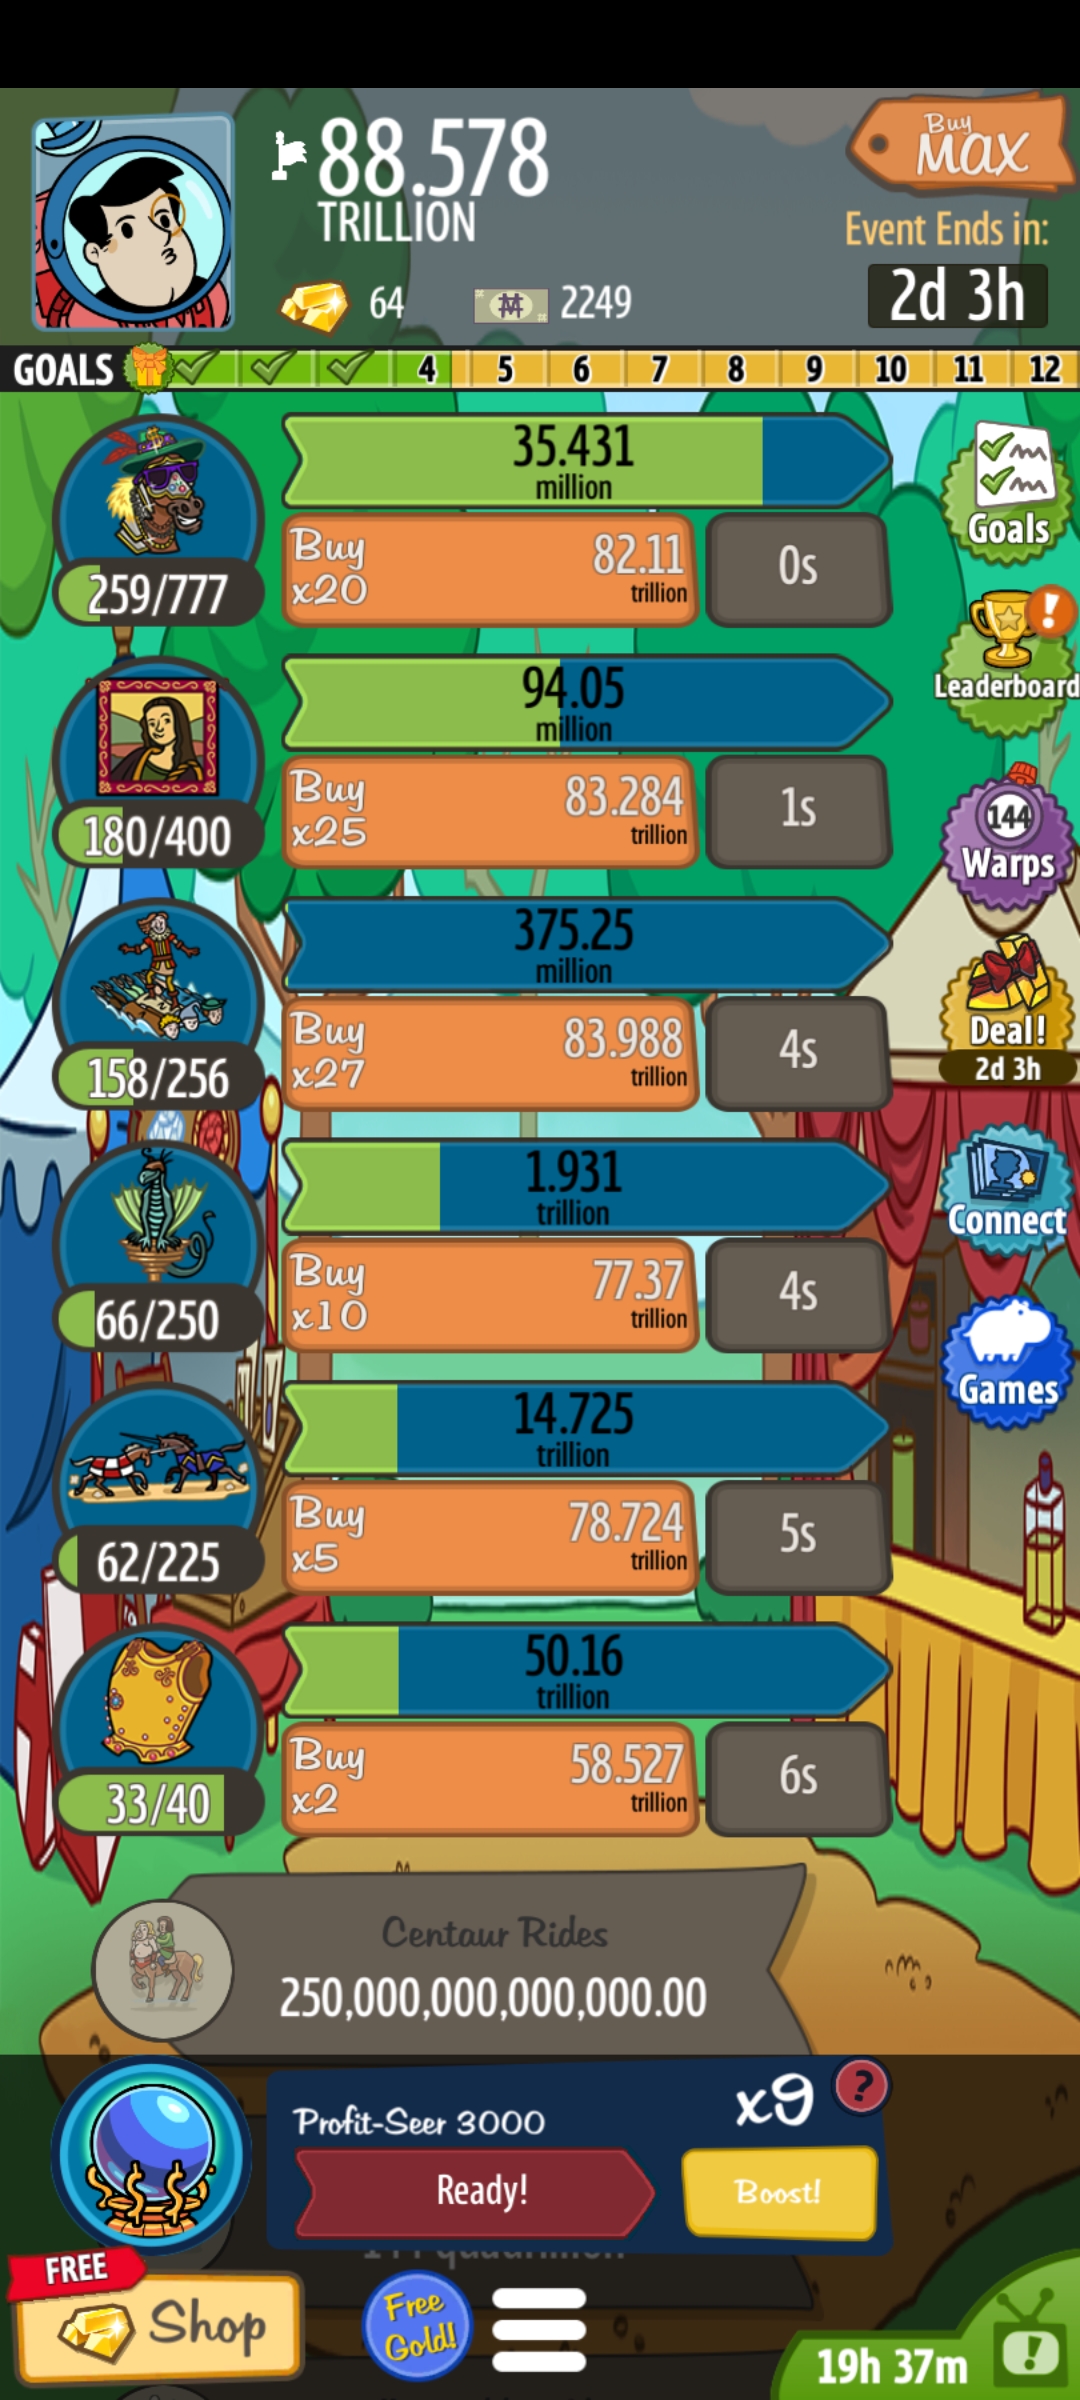 88.578
TRILLION
64
2249
Buy
MAX
Event Ends in:
2d 3h
GOALS 4 5 6 7 8 9 10 11 12
35.431
million
259/777
Buy
x20
82.11
trillion
0s
Goals
Leaderboard
94.05
million
180/400
Buy
x25
83.284
trillion
1s
144
Warps
375.25
million
158/256
Buy
x27
83.988
trillion
4s
Deal!
2d 3h
1.931
trillion
66/250
Buy
x10
77.37
trillion
4s
Connect
Games
14.725
trillion
62/225
Buy
x5
78.724
trillion
5s
50.16
trillion
33/40
Buy
x2
58.527
trillion
6s
Centaur Rides
250,000,000,000,000.00
Profit-Seer 3000
x9
?
Ready!
Boost!
FREE
Shop
Free
Gold!
19h 37m